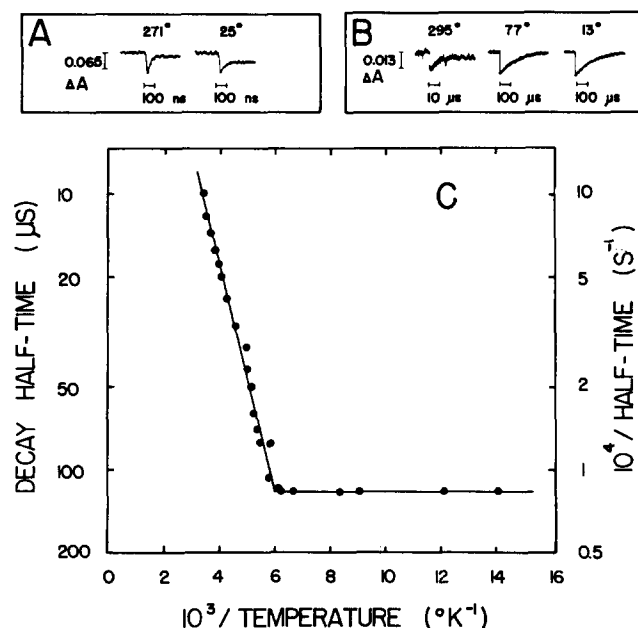 A
271° 25°
0.065
ΔA
100 ns 100 ns
B
295° 77° 13°
0.013
ΔA
10 μs 100 μs 100 μs
C
DECAY HALF-TIME (μS)
10
20
50
100
200
10
5
2
1
0.5
10⁴/HALF-TIME (S⁻¹)
0 2 4 6 8 10 12 14 16
10³/TEMPERATURE (°K⁻¹)